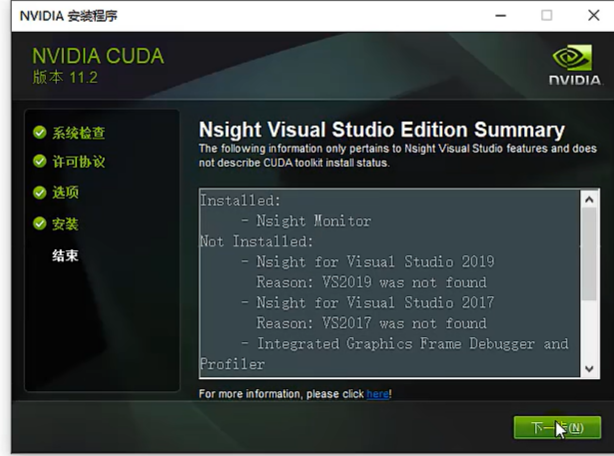 NVIDIA 安装程序
NVIDIA CUDA
版本 11.2
NVIDIA
系统检查
许可协议
选项
安装
结束
Nsight Visual Studio Edition Summary
The following information only pertains to Nsight Visual Studio features and does
not describe CUDA toolkit install status.
Installed:
- Nsight Monitor
Not Installed:
- Nsight for Visual Studio 2019
Reason: VS2019 was not found
- Nsight for Visual Studio 2017
Reason: VS2017 was not found
- Integrated Graphics Frame Debugger and
Profiler
For more information, please click here!
下一步(N)